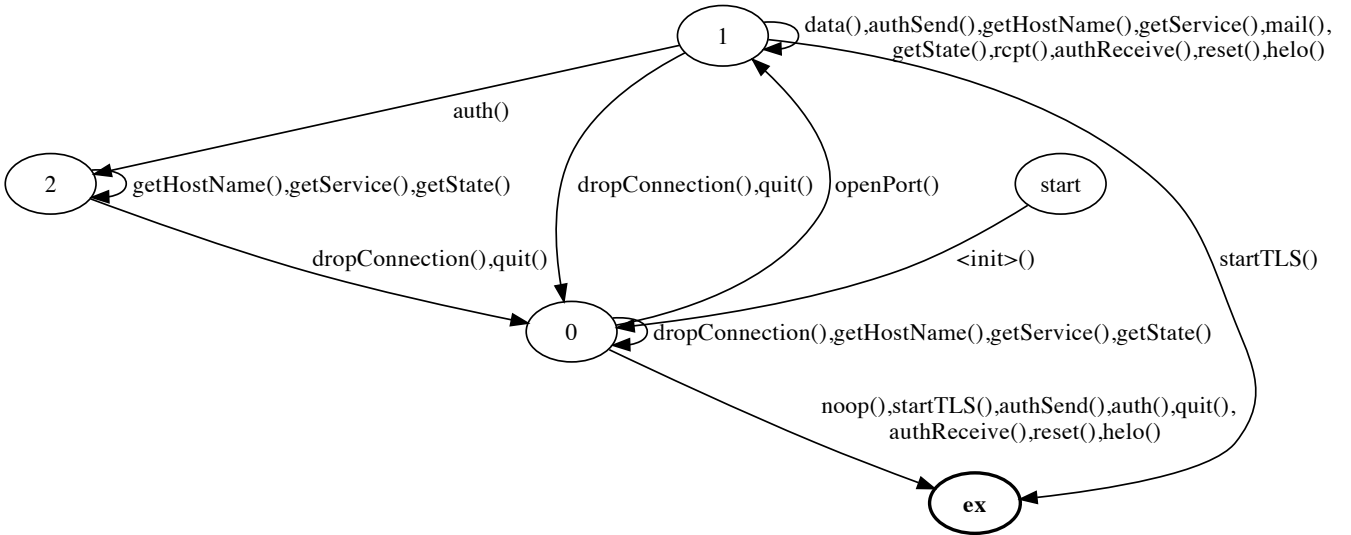 1
data(),authSend(),getHostName(),getService(),mail(),
getState(),rcpt(),authReceive(),reset(),helo()
auth()
2
getHostName(),getService(),getState()
dropConnection(),quit()
openPort()
start
dropConnection(),quit()
<init>()
startTLS()
0
dropConnection(),getHostName(),getService(),getState()
noop(),startTLS(),authSend(),auth(),quit(),
authReceive(),reset(),helo()
ex